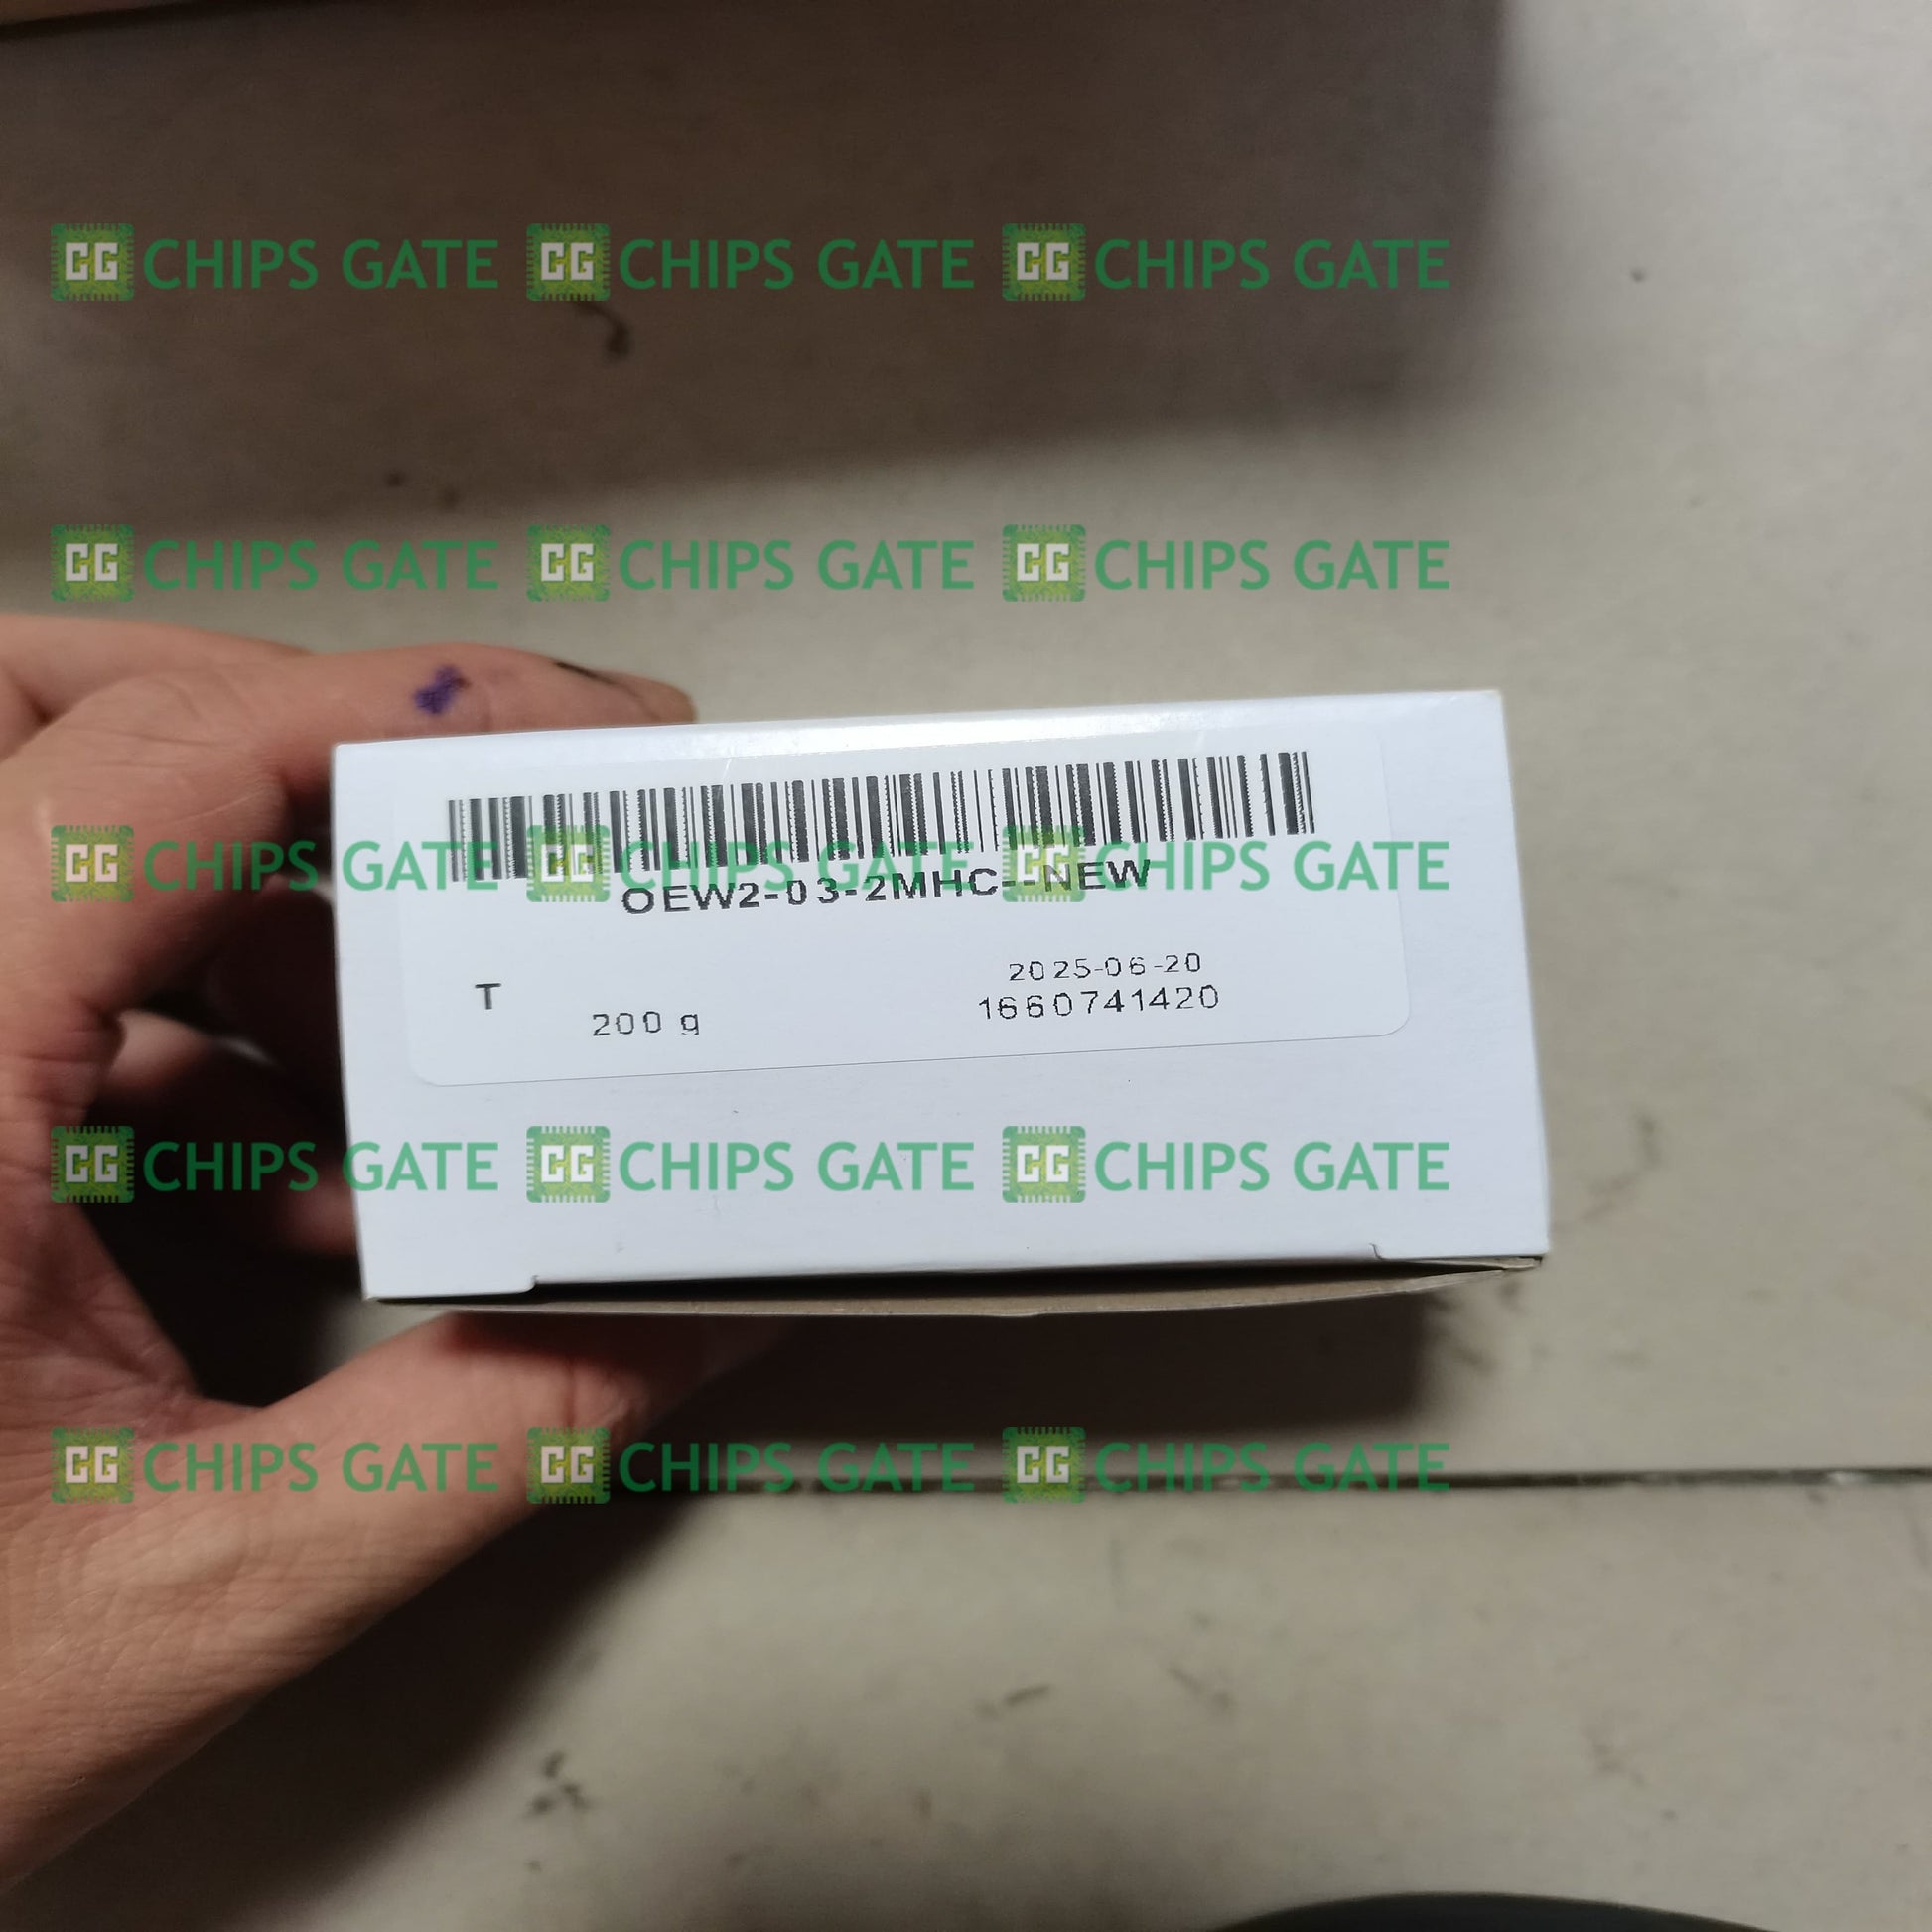 CG CHIPS GATE CG CHIPS GATE CG CHIPS GATE
CG CHIPS GATE CG CHIPS GATE CG CHIPS GATE
CG CHIPS GATE CG CHIPS GATE CG CHIPS GATE
OEW2-03-2MHC--NEW
2025-06-20
T
200 g
1660741420
CG CHIPS GATE CG CHIPS GATE CG CHIPS GATE
CG CHIPS GATE CG CHIPS GATE CG CHIPS GATE